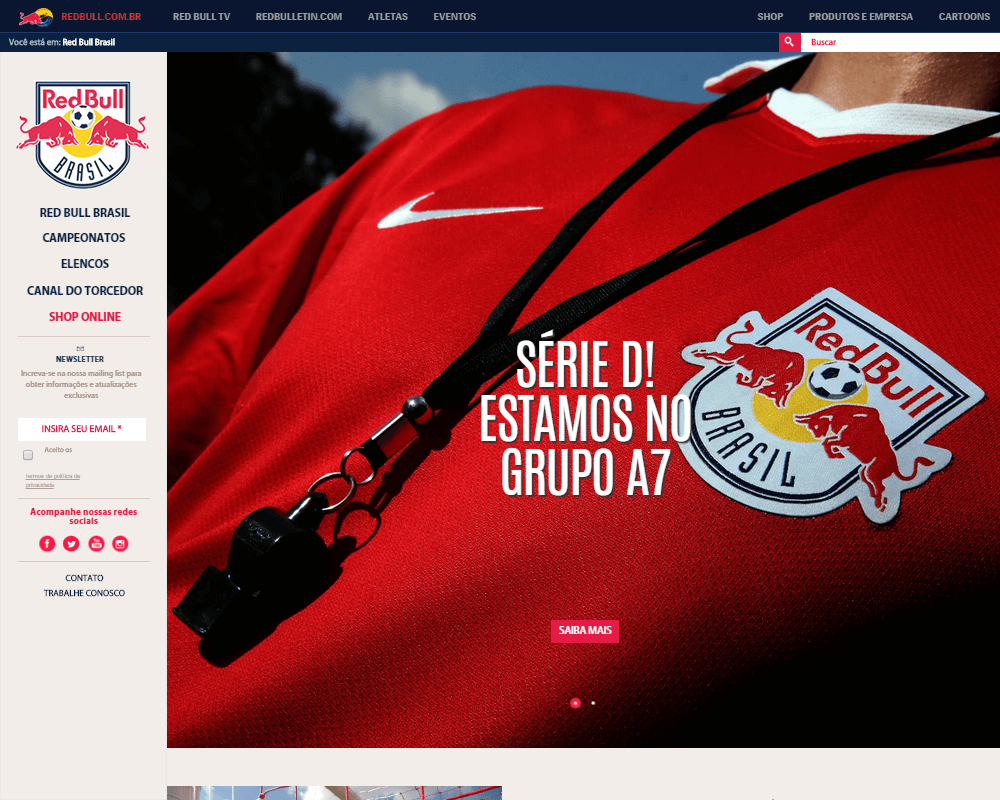 REDBULL.COM.BR
RED BULL TV
REDBULLETIN.COM
ATLETAS
EVENTOS
SHOP
PRODUTOS E EMPRESA
CARTOONS
Você está em: Red Bull Brasil
Buscar
Red Bull
BRASIL
RED BULL BRASIL
CAMPEONATOS
ELENCOS
CANAL DO TORCEDOR
SHOP ONLINE
NEWSLETTER
Increva-se na nossa mailing list para
obter informações e atualizações
exclusivas
INSIRA SEU EMAIL *
Aceito os
termos de política de
privacidade
Acompanhe nossas redes
sociais
You
CONTATO
TRABALHE CONOSCO
SÉRIE D!
ESTAMOS NO
GRUPO A7
Red Bull
BRASIL
SAIBA MAIS